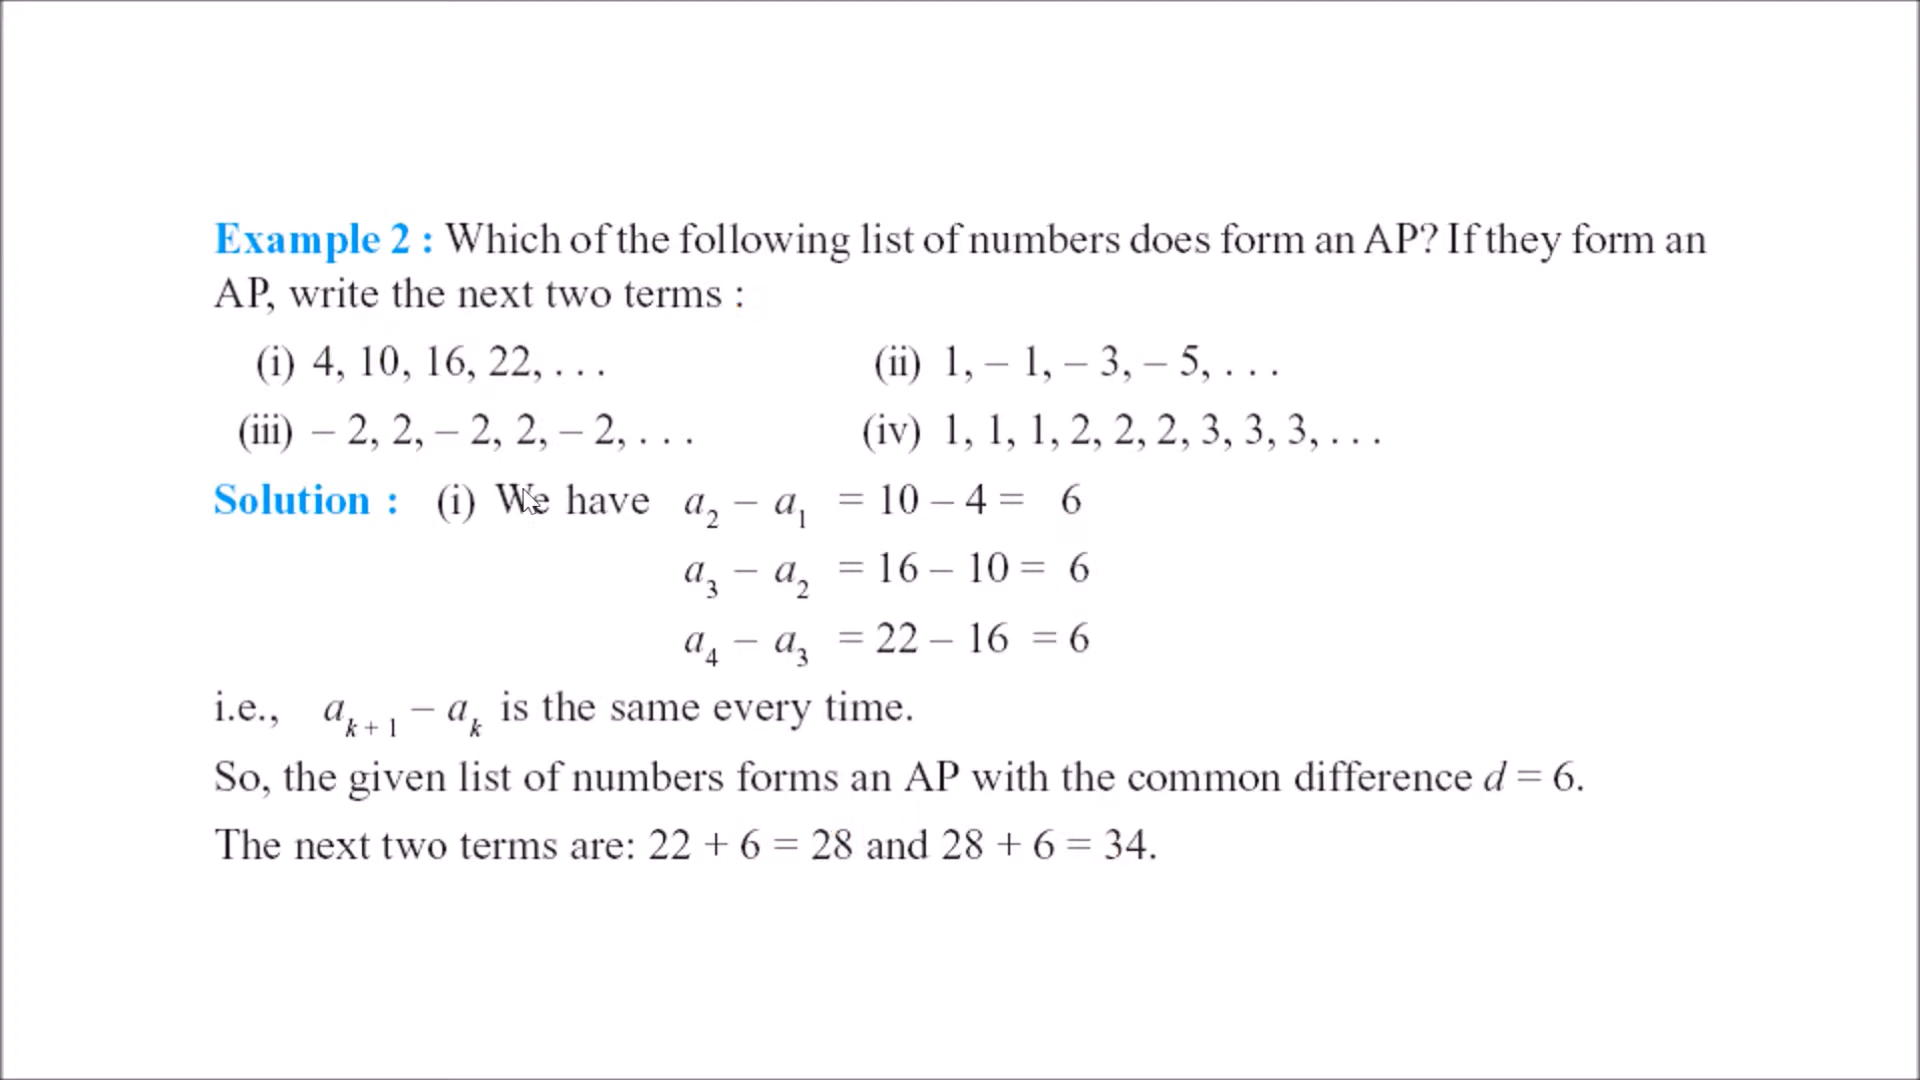 Example 2 : Which of the following list of numbers does form an AP? If they form an
AP, write the next two terms :
(i) 4, 10, 16, 22, . . . (ii) 1, – 1, – 3, – 5, . . .
(iii) – 2, 2, – 2, 2, – 2, . . . (iv) 1, 1, 1, 2, 2, 2, 3, 3, 3, . . .
Solution : (i) We have a₂ – a₁ = 10 – 4 = 6
a₃ – a₂ = 16 – 10 = 6
a₄ – a₃ = 22 – 16 = 6
i.e., aₖ₊₁ – aₖ is the same every time.
So, the given list of numbers forms an AP with the common difference d = 6.
The next two terms are: 22 + 6 = 28 and 28 + 6 = 34.